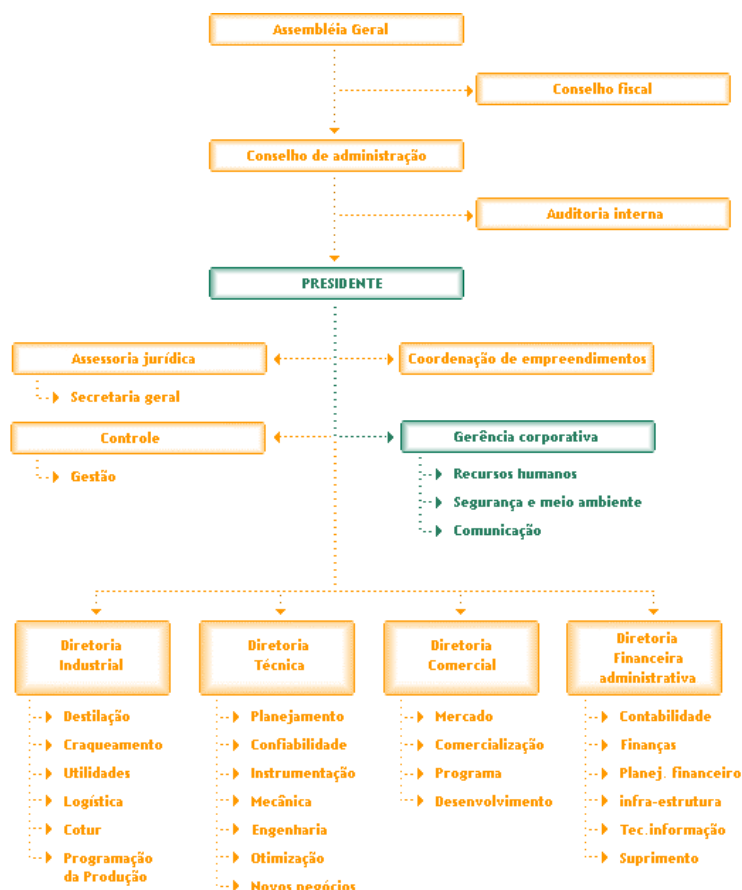 Assembléia Geral
Conselho fiscal
Conselho de administração
Auditoria interna
PRESIDENTE
Assessoria jurídica
Coordenação de empreendimentos
Secretaria geral
Controle
Gerência corporativa
Gestão
Recursos humanos
Segurança e meio ambiente
Comunicação
Diretoria
Industrial
Destilação
Craqueamento
Utilidades
Logística
Cotur
Programação
da Produção
Diretoria
Técnica
Planejamento
Confiabilidade
Instrumentação
Mecânica
Engenharia
Otimização
Novos negócios
Diretoria
Comercial
Mercado
Comercialização
Programa
Desenvolvimento
Diretoria
Financeira
administrativa
Contabilidade
Finanças
Planej. financeiro
infra-estrutura
Tec.informação
Suprimento